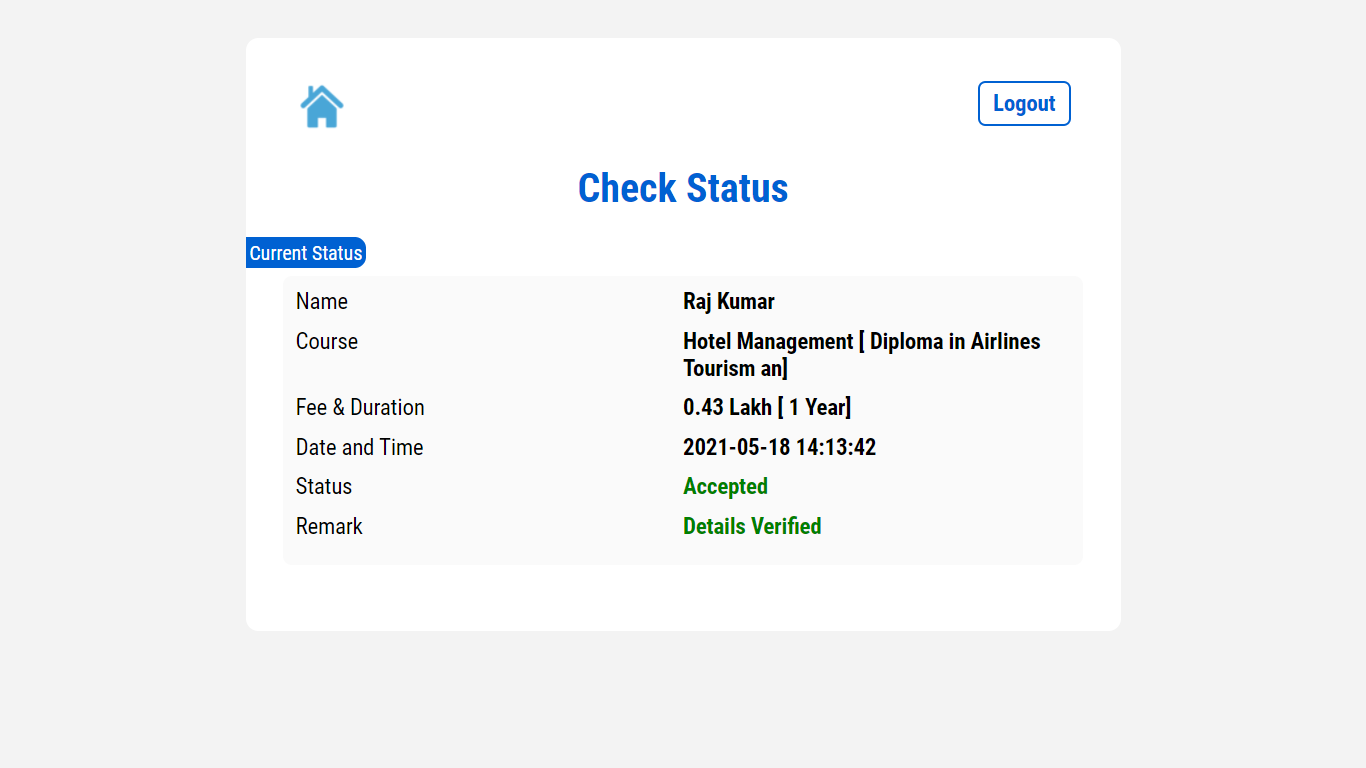 Logout
Check Status
Current Status
Name Raj Kumar
Course Hotel Management [ Diploma in Airlines
Tourism an]
Fee & Duration 0.43 Lakh [ 1 Year]
Date and Time 2021-05-18 14:13:42
Status Accepted
Remark Details Verified